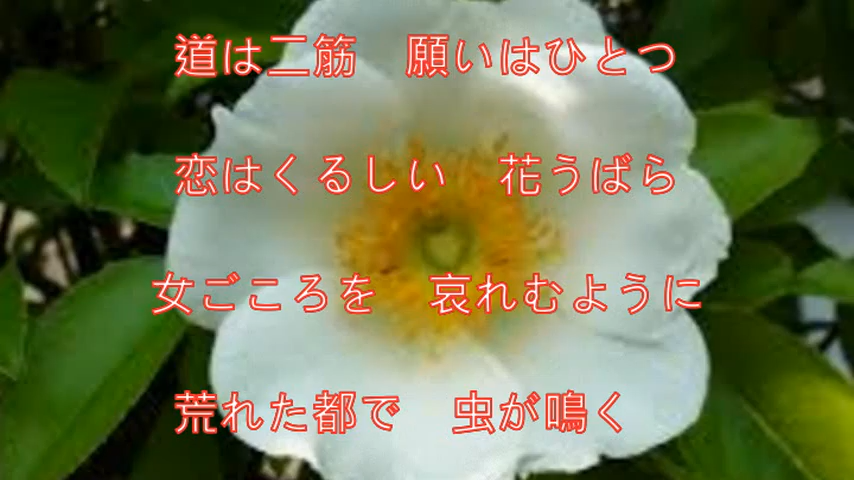 道は二筋　願いはひとつ
恋はくるしい　花うばら
女ごころを　哀れむように
荒れた都で　虫が鳴く